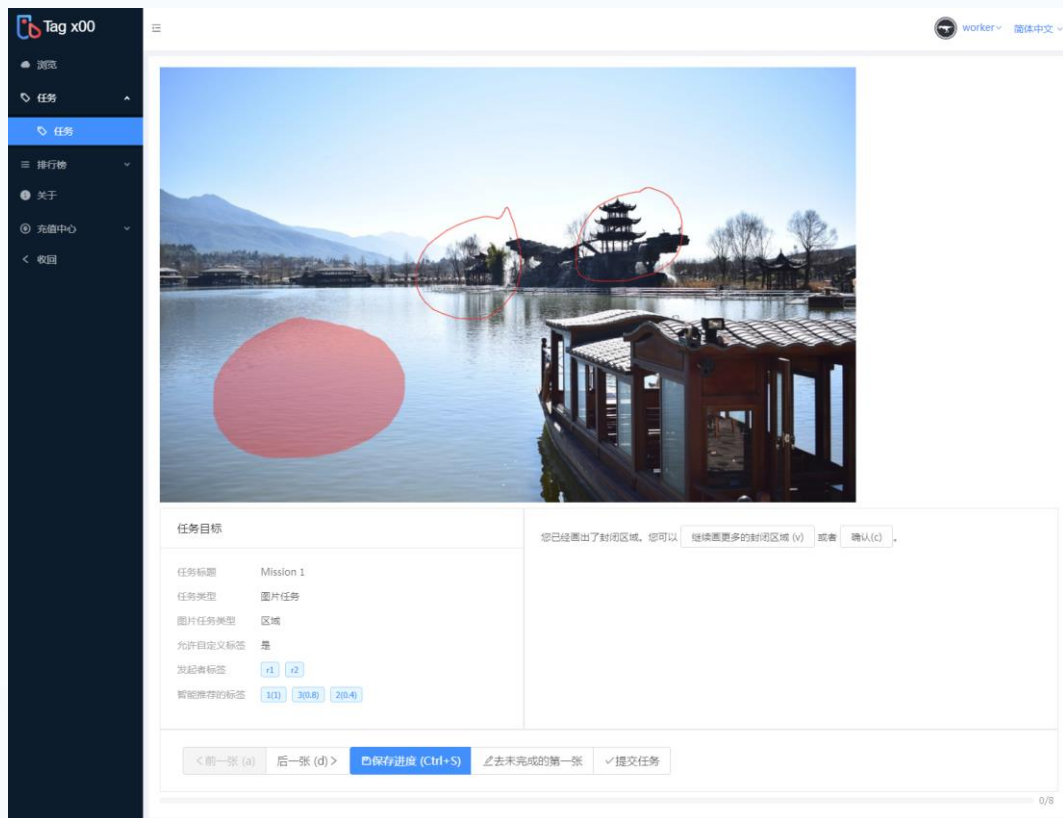 Tag x00
worker
简体中文
浏览
任务
任务
排行榜
关于
充值中心
收回
任务目标
任务标题 Mission 1
任务类型 图片任务
图片任务类型 区域
允许自定义标签 是
发起者标签 r1 r2
智能推荐的标签 1(1) 3(0.8) 2(0.4)
您已经画出了封闭区域。您可以 继续画更多的封闭区域 (v) 或者 确认(c) 。
<前一张 (a) 后一张 (d) > 保存进度 (Ctrl+S) 去未完成的第一张 提交任务
0/8